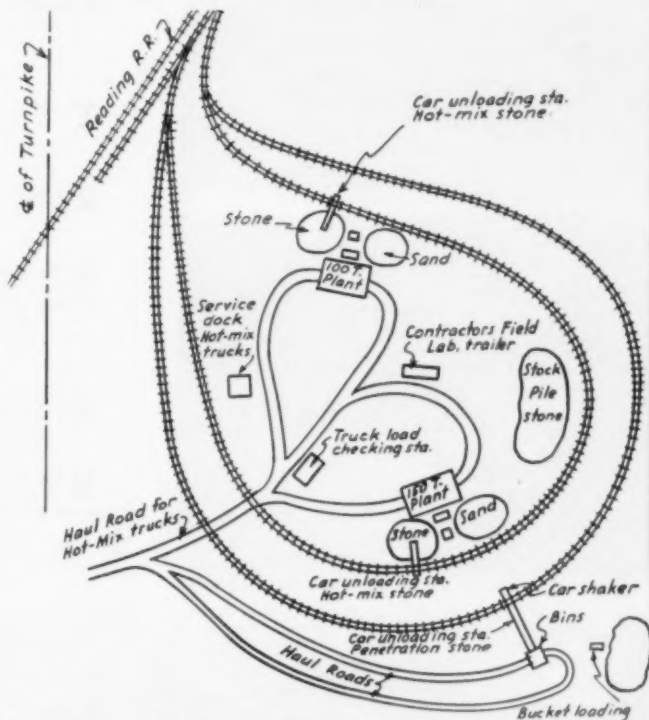 ℄ of Turnpike
Reading R.R.
Car unloading sta.
Hot-mix stone
Stone
Sand
100 T.
Plant
Service
dock
Hot-mix
trucks
Contractors Field
Lab. trailer
Stock
Pile
stone
Truck load
checking sta.
150 T.
Plant
Stone
Sand
Haul Road for
Hot-Mix trucks
Car unloading sta.
Hot-mix stone
Car shaker
Car unloading sta.
Penetration stone
Bins
Haul Roads
Bucket loading